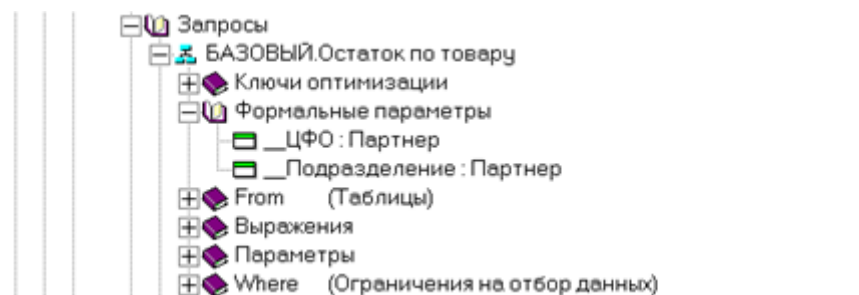 Запросы
БАЗОВЫЙ.Остаток по товару
Ключи оптимизации
Формальные параметры
__ЦФО : Партнер
__Подразделение : Партнер
From (Таблицы)
Выражения
Параметры
Where (Ограничения на отбор данных)